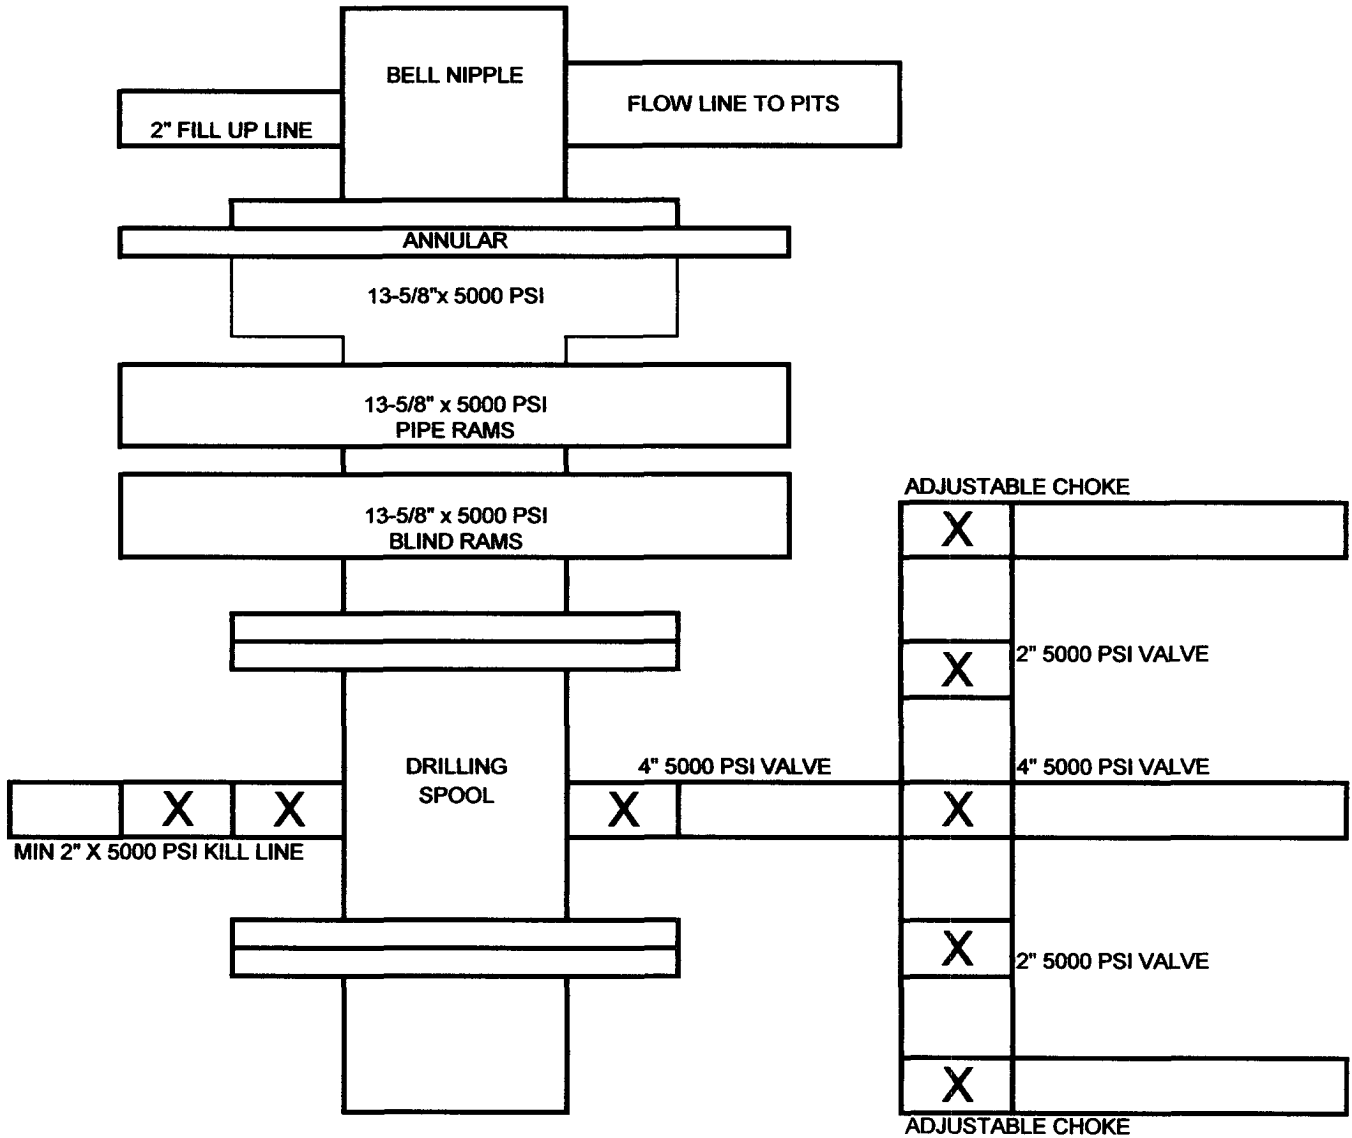 BELL NIPPLE
FLOW LINE TO PITS
2" FILL UP LINE
ANNULAR
13-5/8"x 5000 PSI
13-5/8" x 5000 PSI
PIPE RAMS
13-5/8" x 5000 PSI
BLIND RAMS
ADJUSTABLE CHOKE
X
2" 5000 PSI VALVE
X
DRILLING
SPOOL
4" 5000 PSI VALVE
4" 5000 PSI VALVE
X
X
X
X
MIN 2" X 5000 PSI KILL LINE
X
2" 5000 PSI VALVE
X
ADJUSTABLE CHOKE